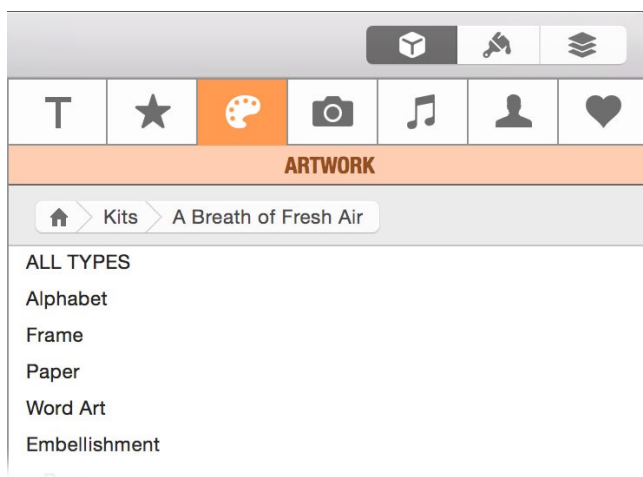 T
ARTWORK
Kits A Breath of Fresh Air
ALL TYPES
Alphabet
Frame
Paper
Word Art
Embellishment